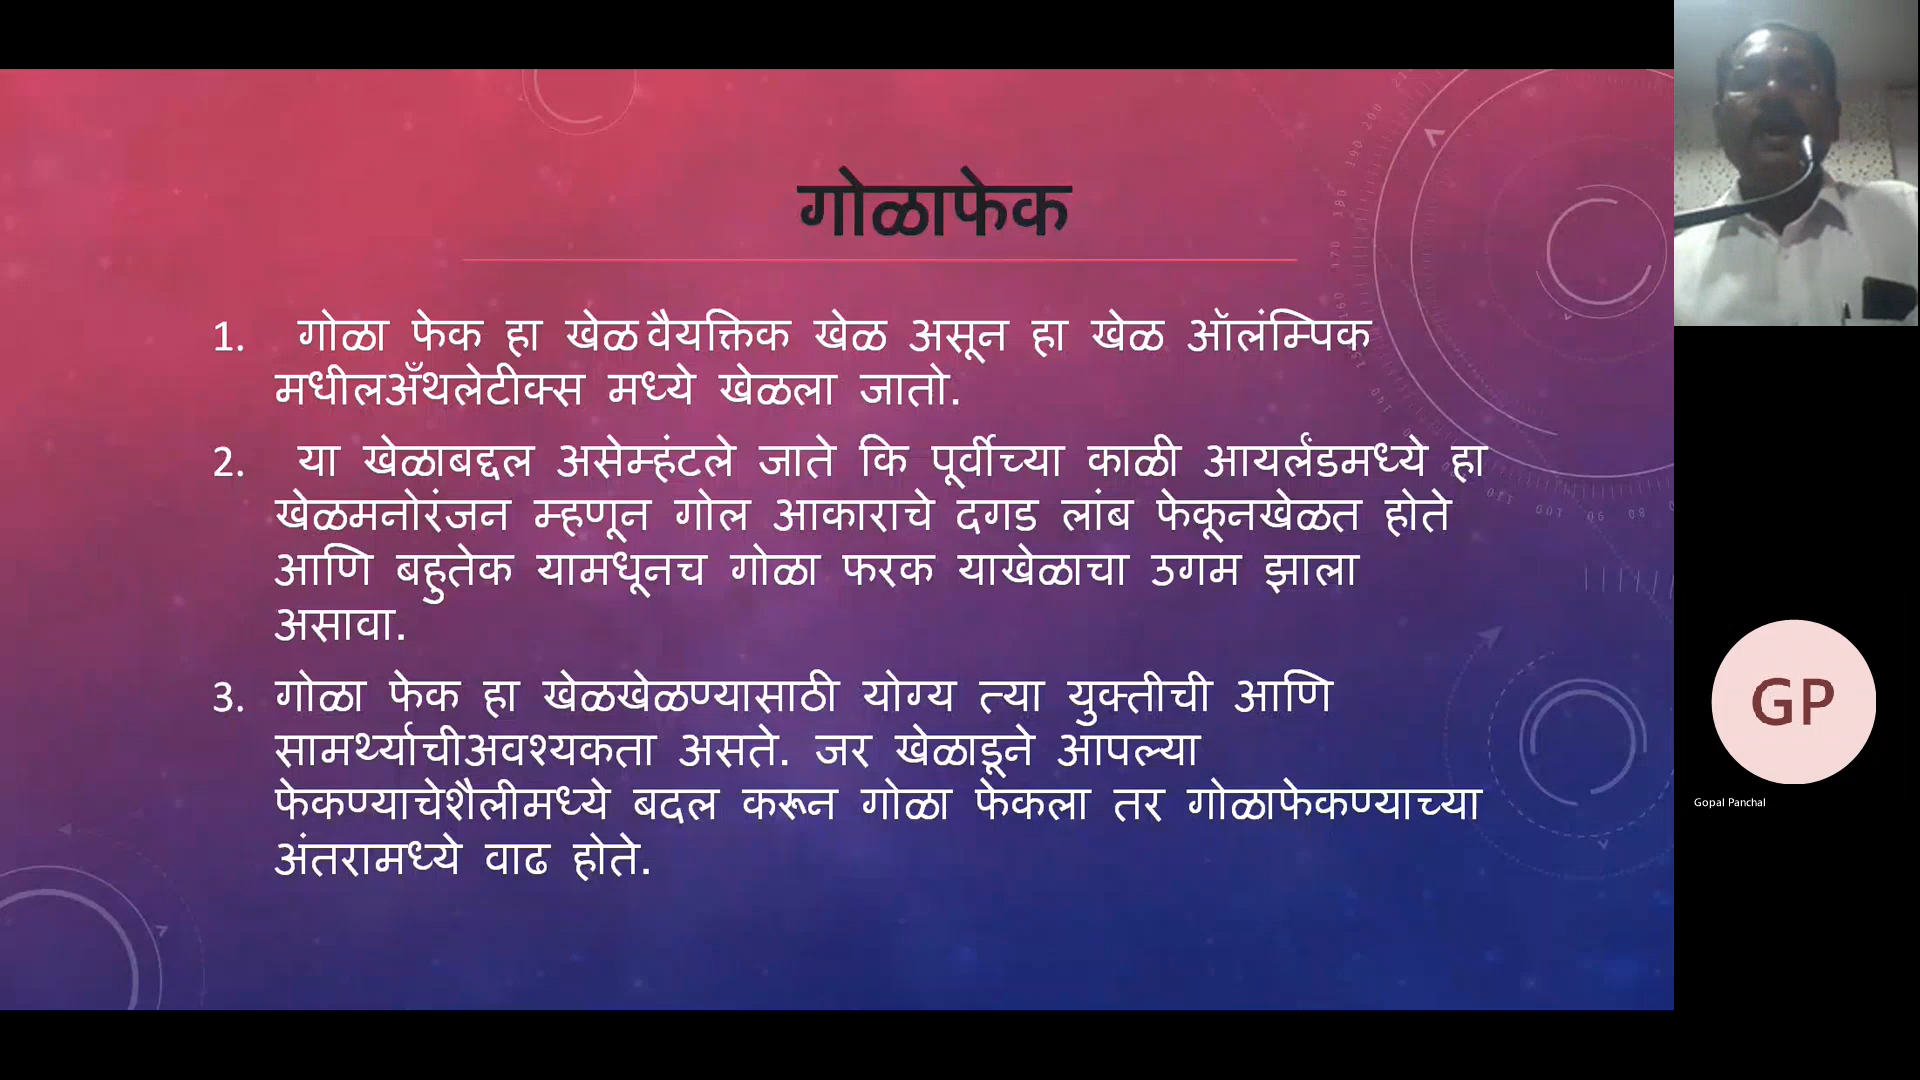 गोळाफेक
1. गोळा फेक हा खेळ वैयक्तिक खेळ असून हा खेळ ऑलंम्पिक
मधीलअँथलेटीक्स मध्ये खेळला जातो.
2. या खेळाबद्दल असेम्हंटले जाते कि पूर्वीच्या काळी आयर्लंडमध्ये हा
खेळमनोरंजन म्हणून गोल आकाराचे दगड लांब फेकूनखेळत होते
आणि बहुतेक यामधूनच गोळा फरक याखेळाचा उगम झाला
असावा.
3. गोळा फेक हा खेळखेळण्यासाठी योग्य त्या युक्तीची आणि
सामर्थ्याचीअवश्यकता असते. जर खेळाडूने आपल्या
फेकण्याचेशैलीमध्ये बदल करून गोळा फेकला तर गोळाफेकण्याच्या
अंतरामध्ये वाढ होते.
GP
Gopal Panchal